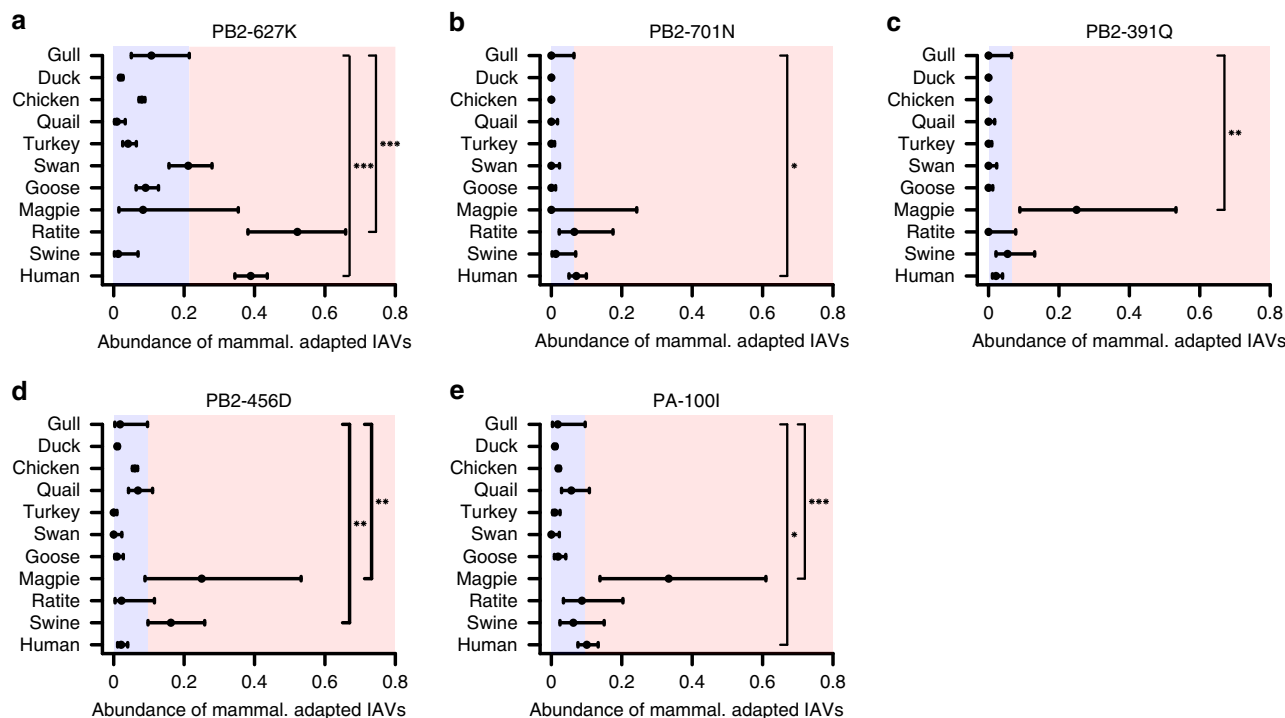 a
PB2-627K
Gull
Duck
Chicken
Quail
Turkey
Swan
Goose
Magpie
Ratite
Swine
Human
***
***
0 0.2 0.4 0.6 0.8
Abundance of mammal. adapted IAVs
b
PB2-701N
Gull
Duck
Chicken
Quail
Turkey
Swan
Goose
Magpie
Ratite
Swine
Human
*
0 0.2 0.4 0.6 0.8
Abundance of mammal. adapted IAVs
c
PB2-391Q
Gull
Duck
Chicken
Quail
Turkey
Swan
Goose
Magpie
Ratite
Swine
Human
**
0 0.2 0.4 0.6 0.8
Abundance of mammal. adapted IAVs
d
PB2-456D
Gull
Duck
Chicken
Quail
Turkey
Swan
Goose
Magpie
Ratite
Swine
Human
**
**
0 0.2 0.4 0.6 0.8
Abundance of mammal. adapted IAVs
e
PA-100I
Gull
Duck
Chicken
Quail
Turkey
Swan
Goose
Magpie
Ratite
Swine
Human
***
*
0 0.2 0.4 0.6 0.8
Abundance of mammal. adapted IAVs